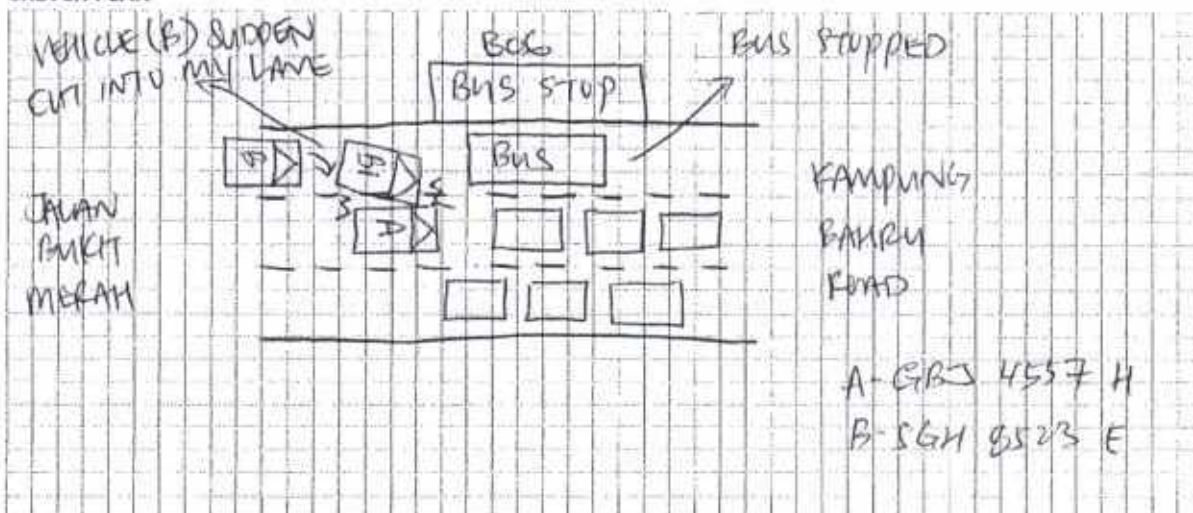 VEHICLE (B) SUDDEN
CUT INTO MY LANE
BUS STOP
BUS STOPPED
B
B
BUS
A
JALAN
BUKIT
MERAH
KAMPUNG
BAHRU
ROAD
A- GBJ 4557 H
B- SGH 8523 E